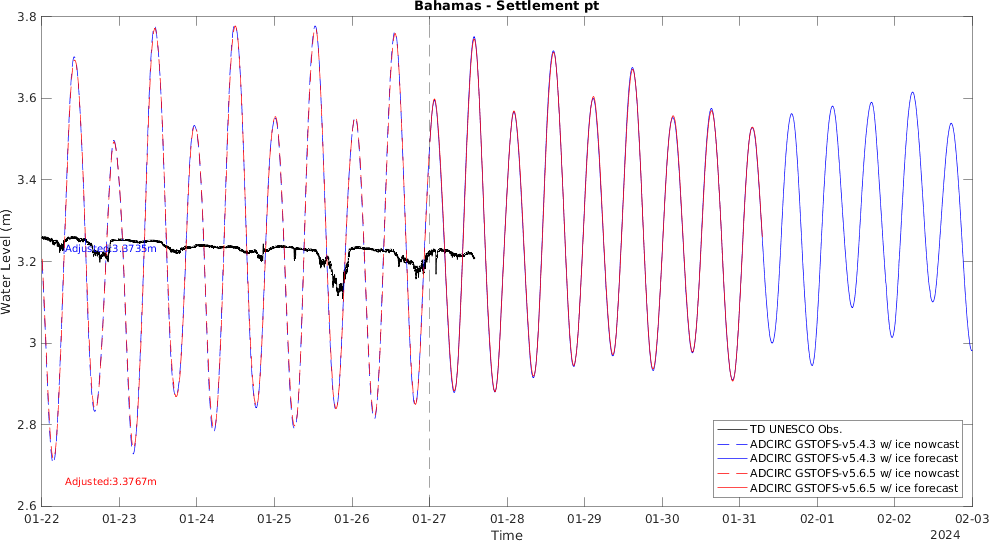 Bahamas - Settlement pt
Water Level (m)
3.8
3.6
3.4
3.2
3
2.8
2.6
Adjusted:3.3735m
Adjusted:3.3767m
TD UNESCO Obs.
ADCIRC GSTOFS-v5.4.3 w/ ice nowcast
ADCIRC GSTOFS-v5.4.3 w/ ice forecast
ADCIRC GSTOFS-v5.6.5 w/ ice nowcast
ADCIRC GSTOFS-v5.6.5 w/ ice forecast
01-22 01-23 01-24 01-25 01-26 01-27 01-28 01-29 01-30 01-31 02-01 02-02 02-03
Time
2024